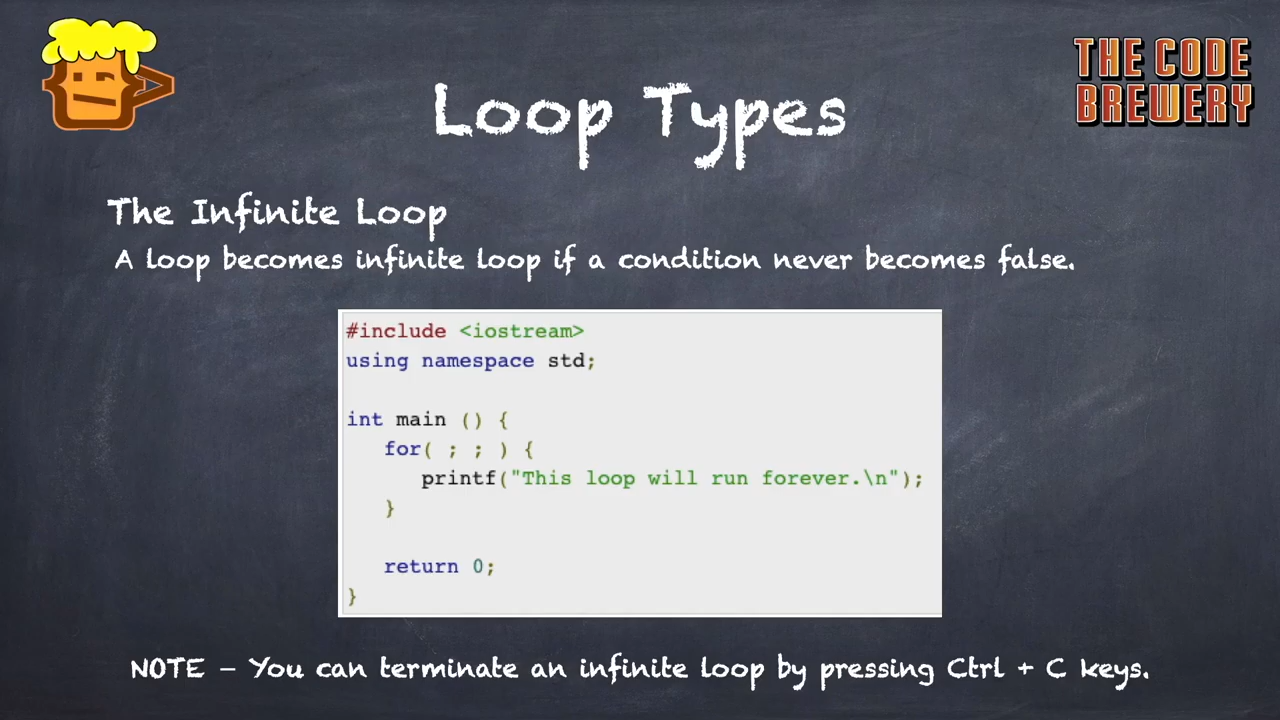 THE CODE
BREWERY
Loop Types
The Infinite Loop
A loop becomes infinite loop if a condition never becomes false.
#include <iostream>
using namespace std;
int main () {
for( ; ; ) {
printf("This loop will run forever.\n");
}
return 0;
}
NOTE – You can terminate an infinite loop by pressing Ctrl + C keys.